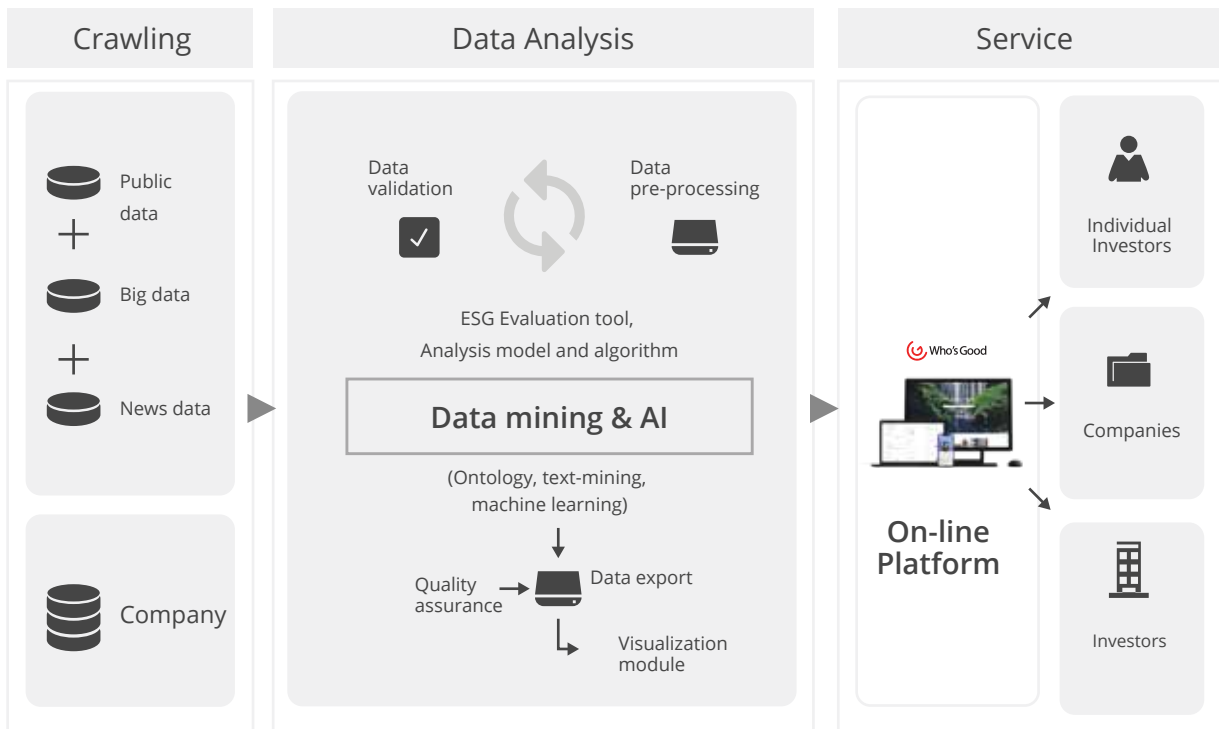 Crawling
Public
data
Big data
News data
Company
Data Analysis
Data
validation
Data
pre-processing
ESG Evaluation tool,
Analysis model and algorithm
Data mining & AI
(Ontology, text-mining,
machine learning)
Quality
assurance
Data export
Visualization
module
Service
Who's Good
On-line
Platform
Individual
Investors
Companies
Investors